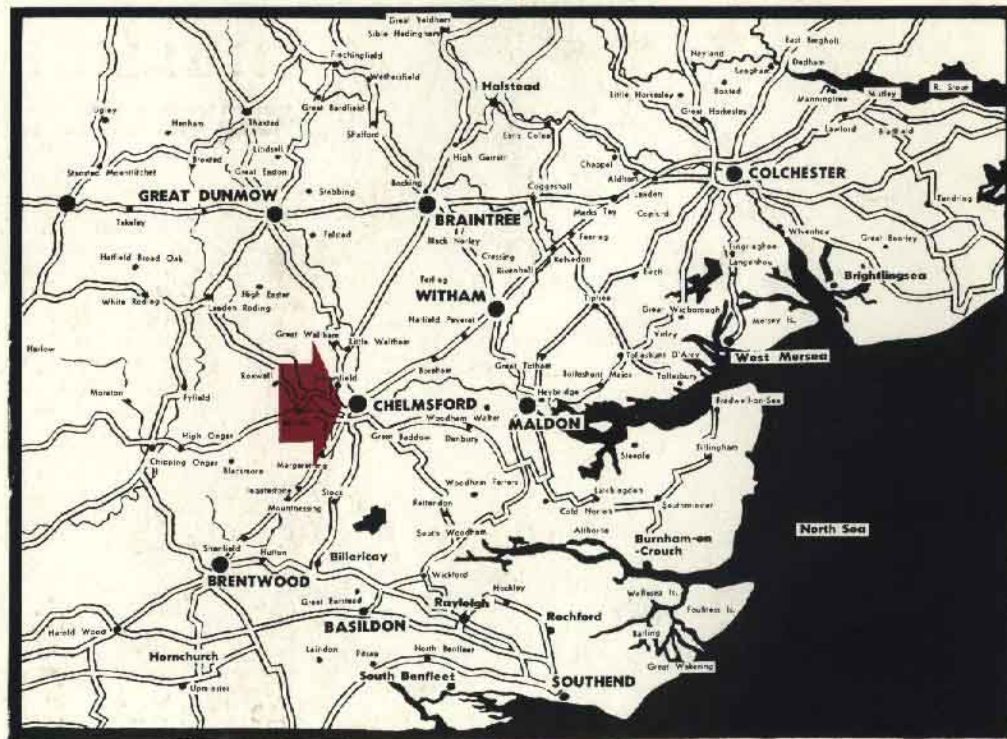 Great Yeldham
Sible Hedingham
Finchingfield
Wethersfield
Great Bardfield
Halstead
Nayland
East Bergholt
Dedham
Langham
Boxted
Little Horkesley
Great Horkesley
Manningtree
Mistley
R. Stour
Lawford
Bradfield
Ugley
Henham
Thaxted
Shalford
Earls Colne
Lindsell
Broxted
Great Easton
High Garrett
Chappel
Stansted Mountfitchet
Aldham
COLCHESTER
GREAT DUNMOW
Stebbing
Bocking
Coggeshall
Lexden
Tendring
BRAINTREE
Marks Tey
Copford
Takeley
Felsted
Black Notley
Feering
Wivenhoe
Great Bentley
Hatfield Broad Oak
Cressing
Rivenhall
Kelvedon
Fingringhoe
Langenhoe
Brightlingsea
Terling
WITHAM
White Roding
High Easter
Leaden Roding
Tiptree
Great Wigborough
Hatfield Peverel
Mersey Is.
Great Waltham
Little Waltham
Harlow
Tolleshunt D'Arcy
West Mersea
Boreham
Great Totham
Tolleshunt Major
Tollesbury
Roxwell
Moreton
Fyfield
Heybridge
Bradwell-on-Sea
CHELMSFORD
Woodham Walter
MALDON
High Ongar
Great Baddow
Danbury
Steeple
Tillingham
Chipping Ongar
Blackmore
Margaretting
Ingatestone
Stock
Woodham Ferrers
Latchingdon
Mountnessing
Rettendon
Cold Norton
Southminster
North Sea
South Woodham
Althorne
Burnham-on
-Crouch
Shenfield
Hutton
Billericay
BRENTWOOD
Wickford
Hockley
Wallasea Is.
Great Burstead
Rayleigh
Rochford
Foulness Is.
Harold Wood
BASILDON
Barling
Hornchurch
Laindon
Pitsea
North Benfleet
Great Wakering
Upminster
South Benfleet
SOUTHEND